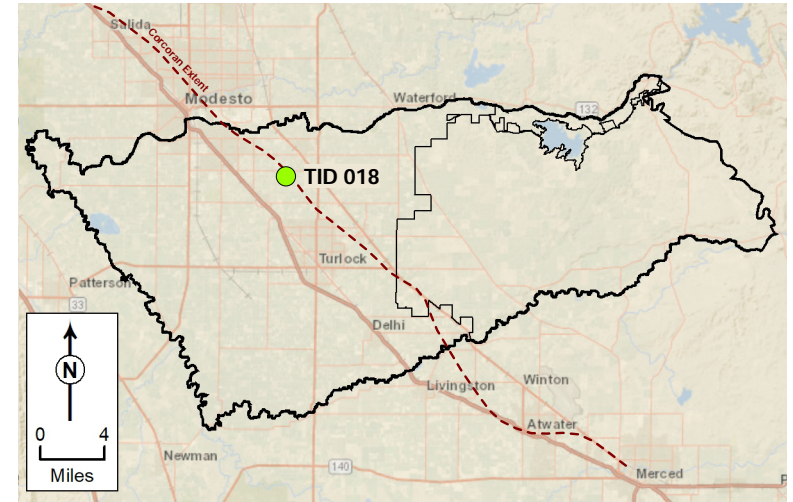 Salida
Corcoran Extent
Modesto
Waterford
132
TID 018
Turlock
Patterson
33
Delhi
N
Livingston
Winton
0 4
Miles
Atwater
Newman
140
Merced
P